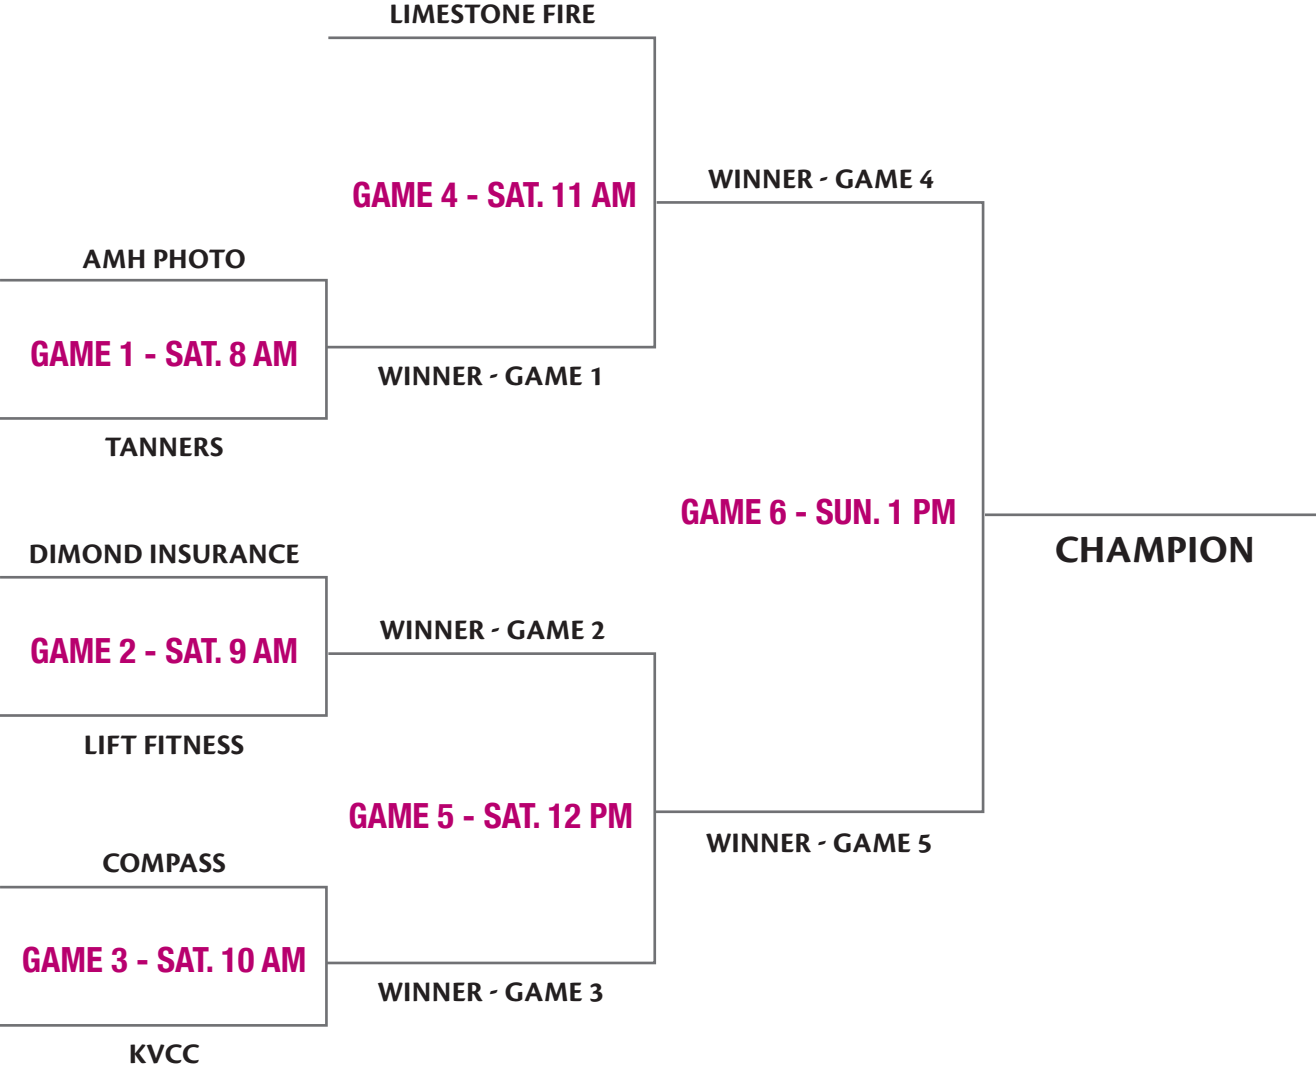 LIMESTONE FIRE
GAME 4 - SAT. 11 AM
WINNER - GAME 4
AMH PHOTO
GAME 1 - SAT. 8 AM
WINNER - GAME 1
TANNERS
GAME 6 - SUN. 1 PM
CHAMPION
DIMOND INSURANCE
GAME 2 - SAT. 9 AM
WINNER - GAME 2
LIFT FITNESS
GAME 5 - SAT. 12 PM
WINNER - GAME 5
COMPASS
GAME 3 - SAT. 10 AM
WINNER - GAME 3
KVCC